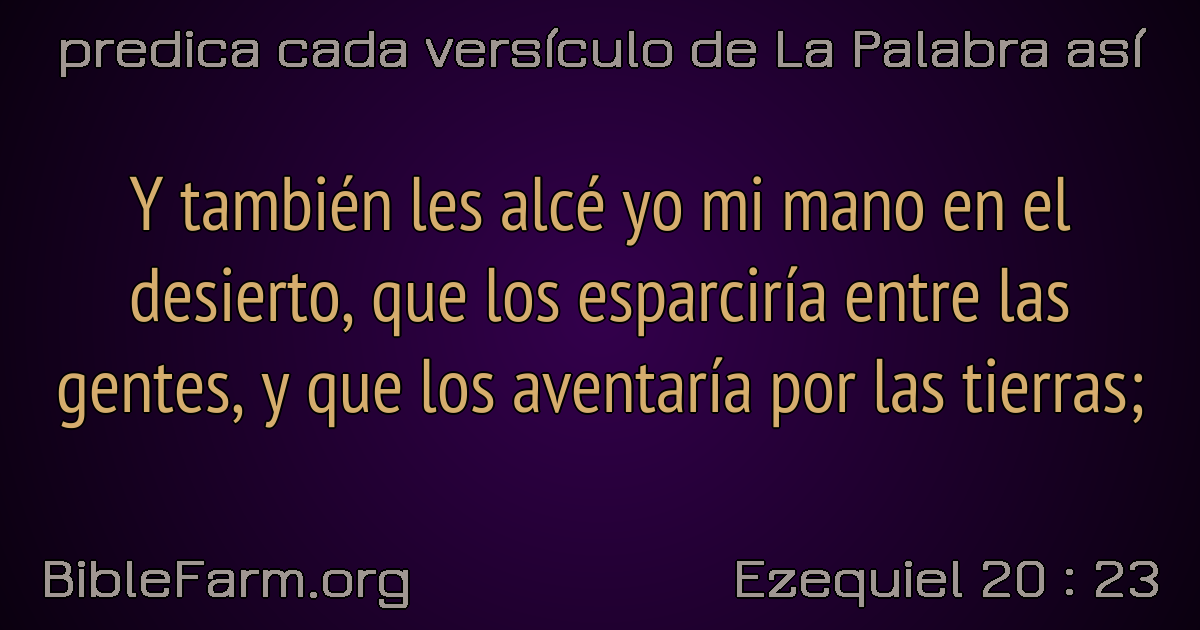 predica cada versículo de La Palabra así
Y también les alcé yo mi mano en el
desierto, que los esparciría entre las
gentes, y que los aventaría por las tierras;
BibleFarm.org
Ezequiel 20 : 23